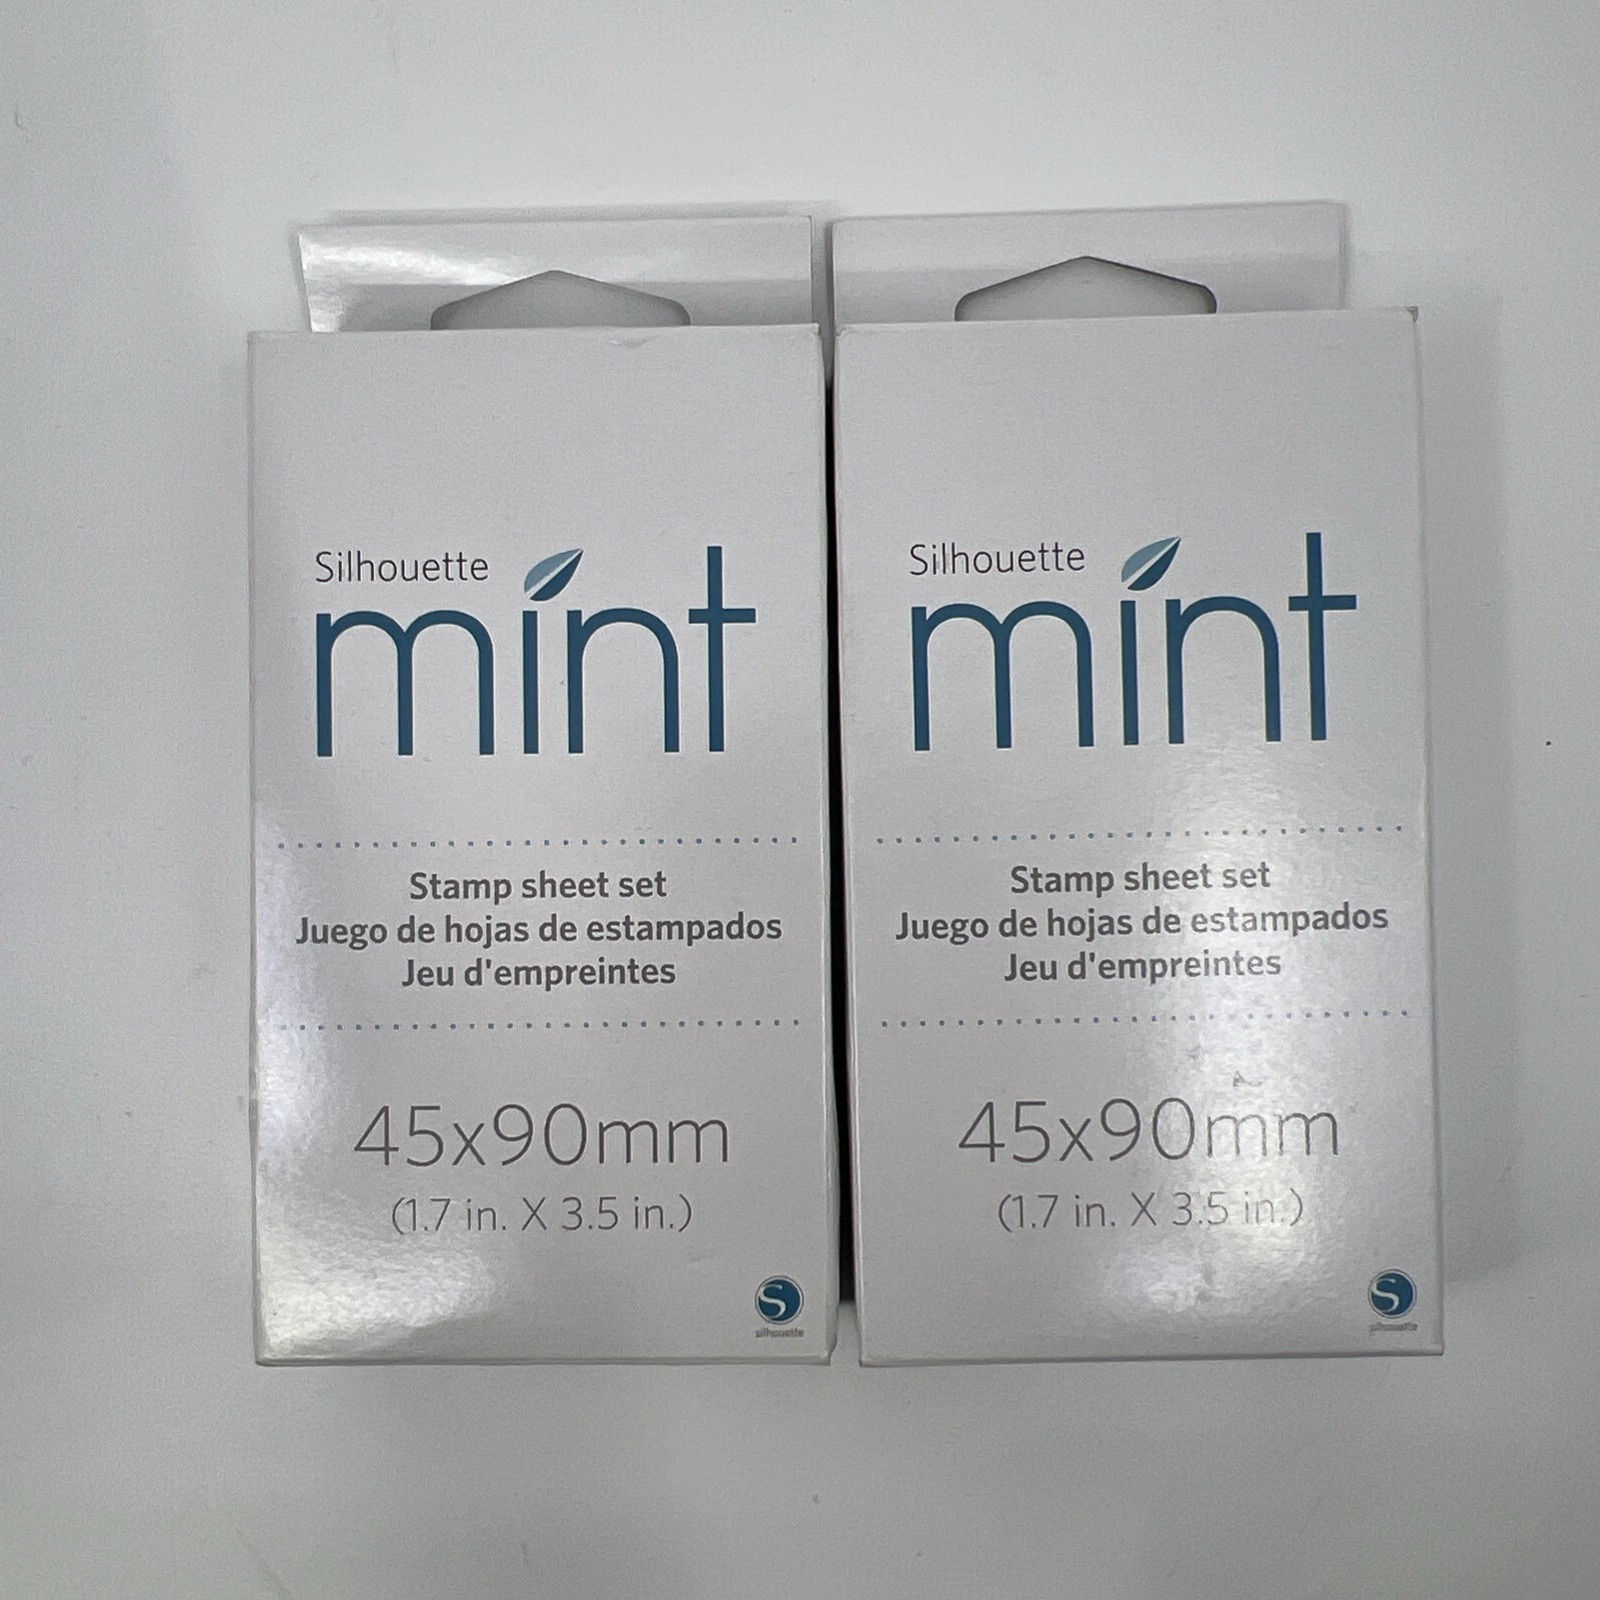 Silhouette
mint
Stamp sheet set
Juego de hojas de estampados
Jeu d'empreintes
45x90mm
(1.7 in. X 3.5 in.)
S
silhouette
Silhouette
mint
Stamp sheet set
Juego de hojas de estampados
Jeu d'empreintes
45x90mm
(1.7 in. X 3.5 in.)
S
silhouette